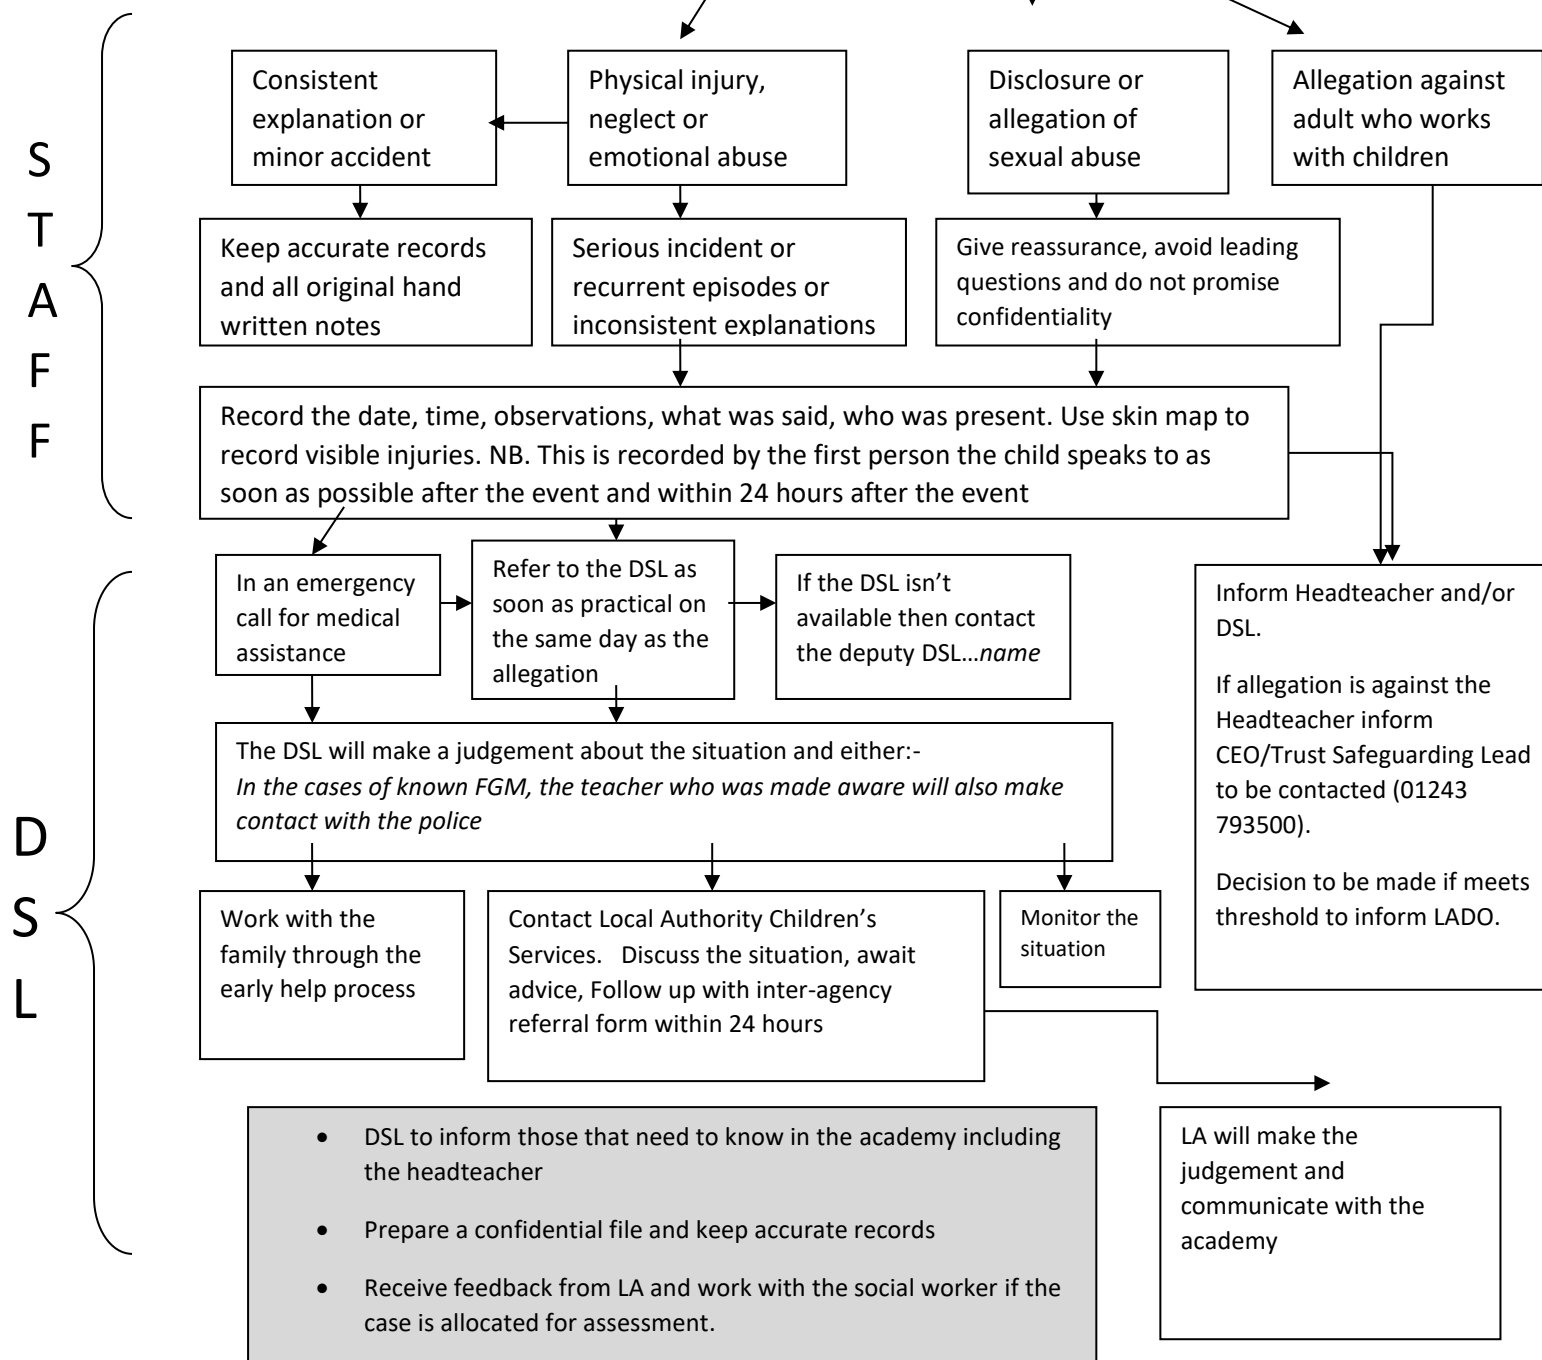 S
T
A
F
F
Consistent
explanation or
minor accident
Physical injury,
neglect or
emotional abuse
Disclosure or
allegation of
sexual abuse
Allegation against
adult who works
with children
Keep accurate records
and all original hand
written notes
Serious incident or
recurrent episodes or
inconsistent explanations
Give reassurance, avoid leading
questions and do not promise
confidentiality
Record the date, time, observations, what was said, who was present. Use skin map to
record visible injuries. NB. This is recorded by the first person the child speaks to as
soon as possible after the event and within 24 hours after the event
D
S
L
In an emergency
call for medical
assistance
Refer to the DSL as
soon as practical on
the same day as the
allegation
If the DSL isn’t
available then contact
the deputy DSL…name
Inform Headteacher and/or
DSL.
If allegation is against the
Headteacher inform
CEO/Trust Safeguarding Lead
to be contacted (01243
793500).
Decision to be made if meets
threshold to inform LADO.
The DSL will make a judgement about the situation and either:-
In the cases of known FGM, the teacher who was made aware will also make
contact with the police
Work with the
family through the
early help process
Contact Local Authority Children’s
Services.   Discuss the situation, await
advice, Follow up with inter-agency
referral form within 24 hours
Monitor the
situation
• DSL to inform those that need to know in the academy including
the headteacher
• Prepare a confidential file and keep accurate records
• Receive feedback from LA and work with the social worker if the
case is allocated for assessment.
LA will make the
judgement and
communicate with the
academy